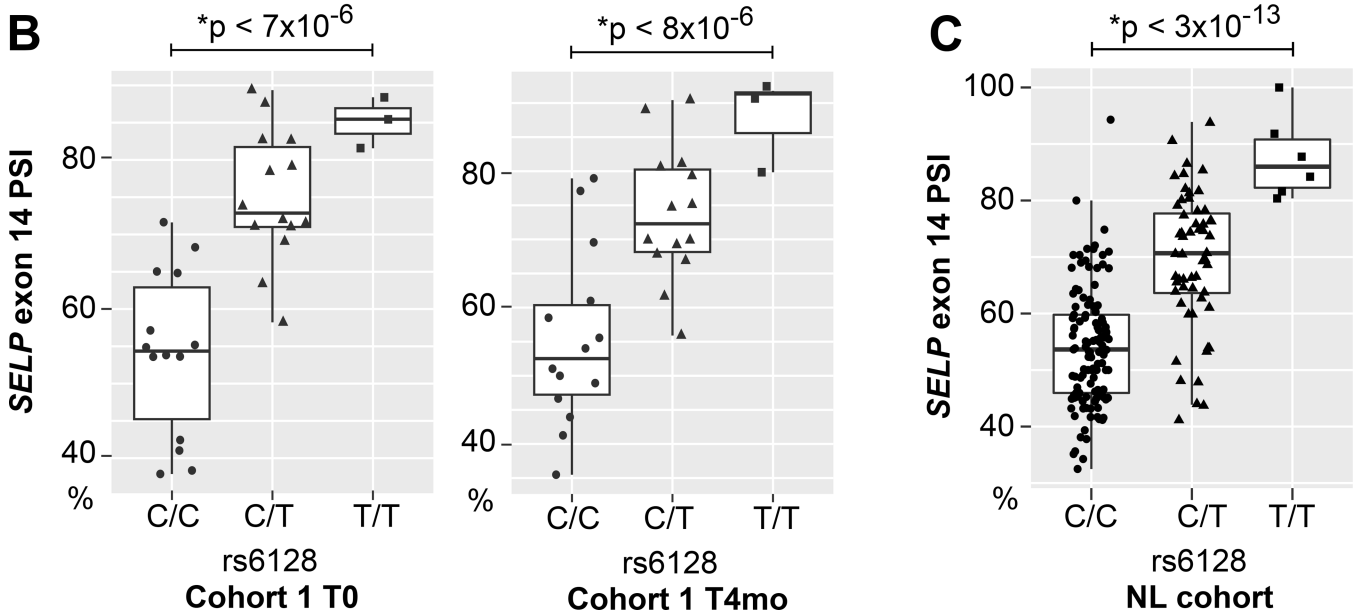 B
*p < 7x10-6
SELP exon 14 PSI
80
60
40
%
C/C C/T T/T
rs6128
Cohort 1 T0
*p < 8x10-6
80
60
40
%
C/C C/T T/T
rs6128
Cohort 1 T4mo
C
*p < 3x10-13
SELP exon 14 PSI
100
80
60
40
%
C/C C/T T/T
rs6128
NL cohort